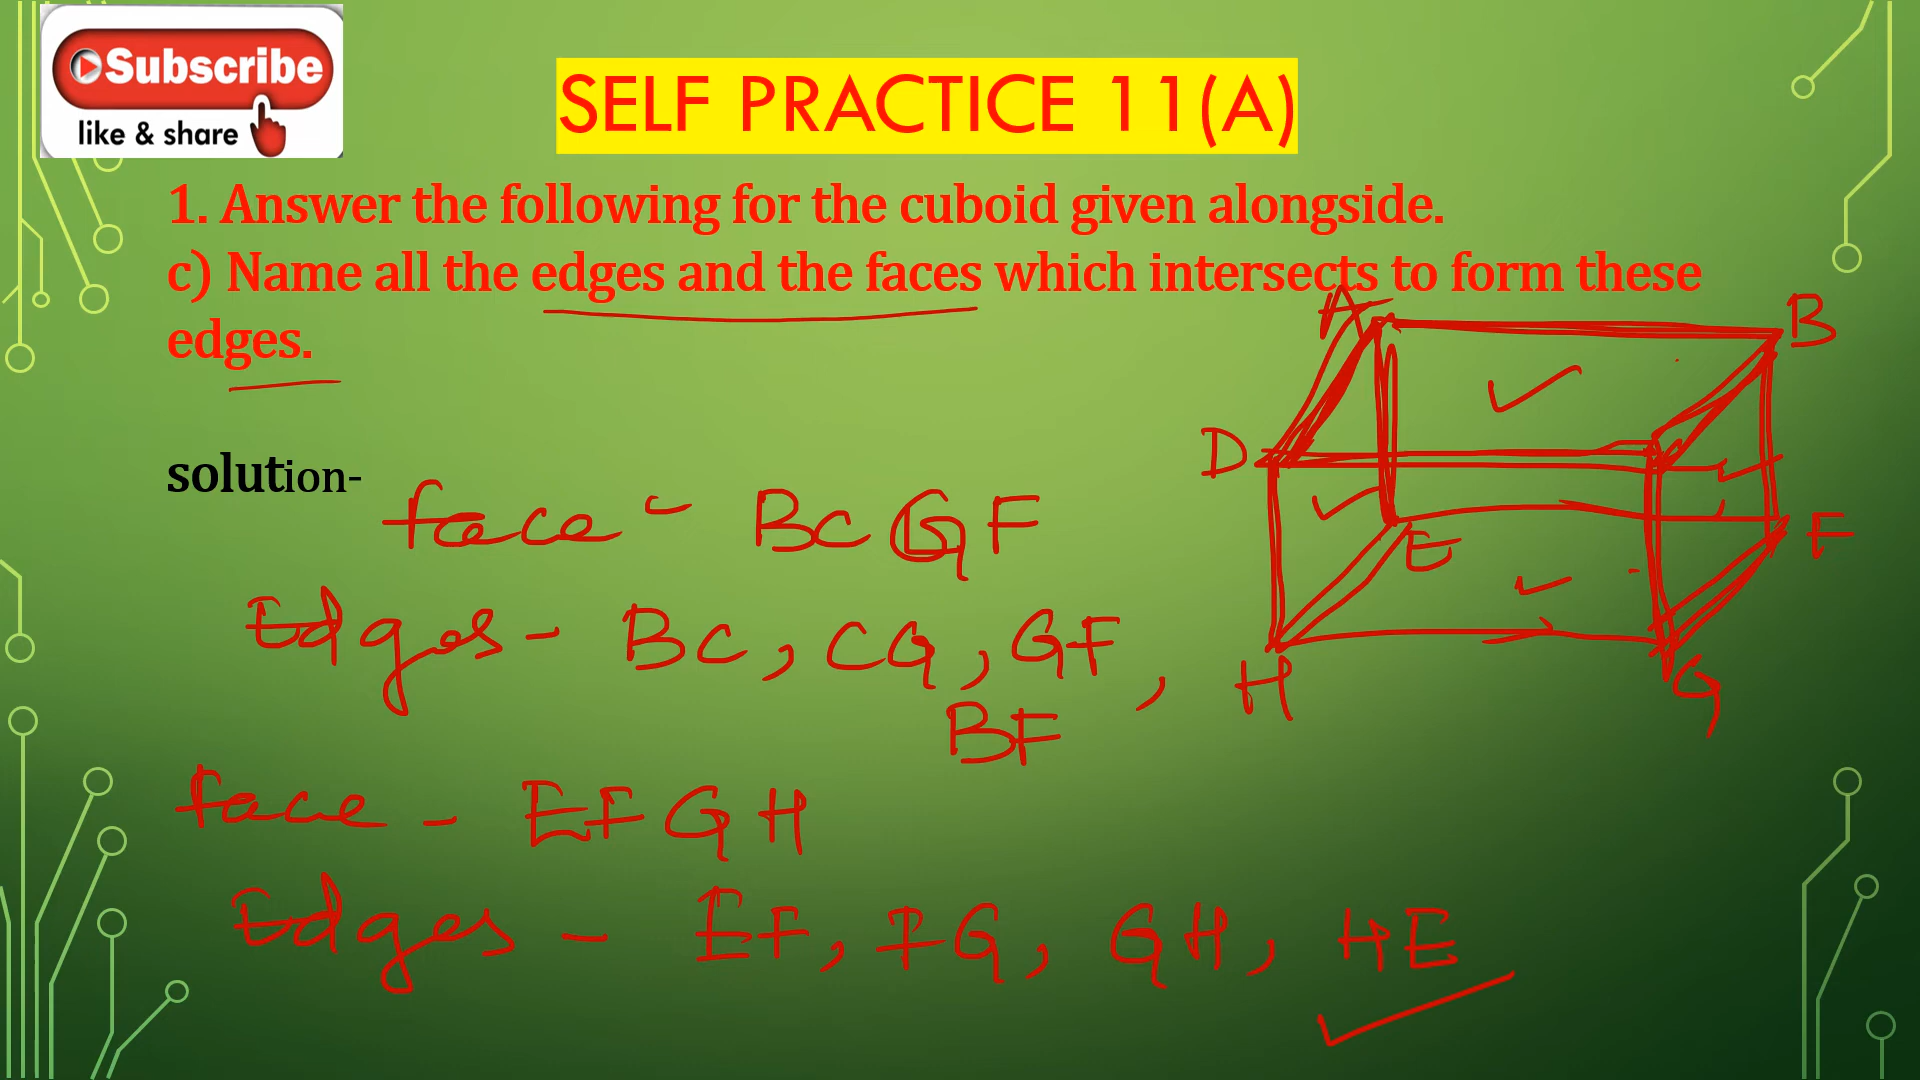 Subscribe
like & share
SELF PRACTICE 11(A)
1. Answer the following for the cuboid given alongside.
c) Name all the edges and the faces which intersects to form these
edges.
A
B
D
solution-
face - BCGF
E
F
Edges - BC, CG, GF,
H
G
BF
face - EFGH
Edges - EF, FG, GH, HE